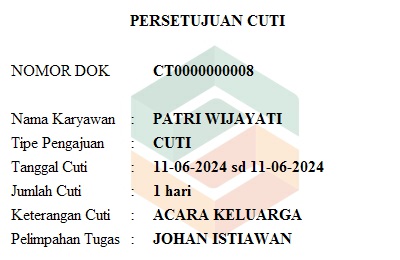 PERSETUJUAN CUTI
NOMOR DOK CT0000000008
Nama Karyawan : PATRI WIJAYATI
Tipe Pengajuan : CUTI
Tanggal Cuti : 11-06-2024 sd 11-06-2024
Jumlah Cuti : 1 hari
Keterangan Cuti : ACARA KELUARGA
Pelimpahan Tugas : JOHAN ISTIAWAN